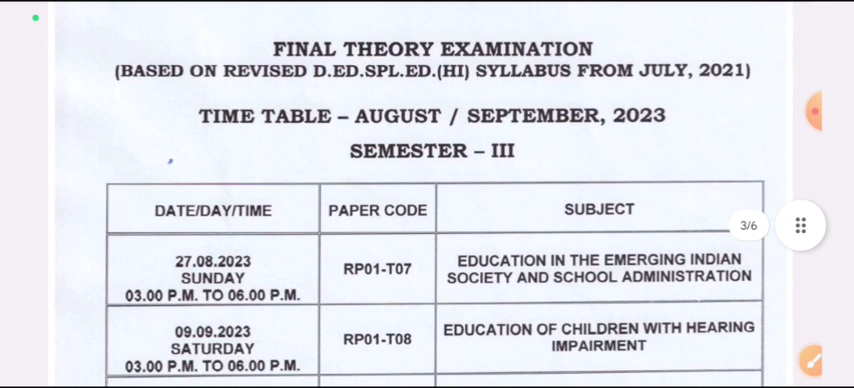 FINAL THEORY EXAMINATION
(BASED ON REVISED D.ED.SPL.ED.(HI) SYLLABUS FROM JULY, 2021)
TIME TABLE – AUGUST / SEPTEMBER, 2023
SEMESTER – III
DATE/DAY/TIME PAPER CODE SUBJECT
3/6
27.08.2023
SUNDAY
03.00 P.M. TO 06.00 P.M.
RP01-T07
EDUCATION IN THE EMERGING INDIAN
SOCIETY AND SCHOOL ADMINISTRATION
09.09.2023
SATURDAY
03.00 P.M. TO 06.00 P.M.
RP01-T08
EDUCATION OF CHILDREN WITH HEARING
IMPAIRMENT